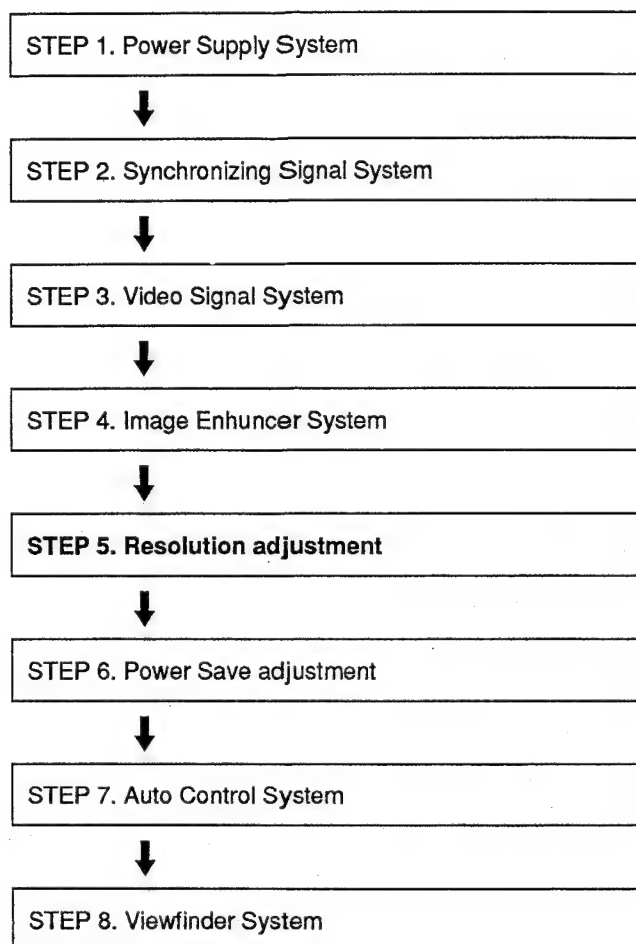 STEP 1. Power Supply System
STEP 2. Synchronizing Signal System
STEP 3. Video Signal System
STEP 4. Image Enhuncer System
STEP 5. Resolution adjustment
STEP 6. Power Save adjustment
STEP 7. Auto Control System
STEP 8. Viewfinder System